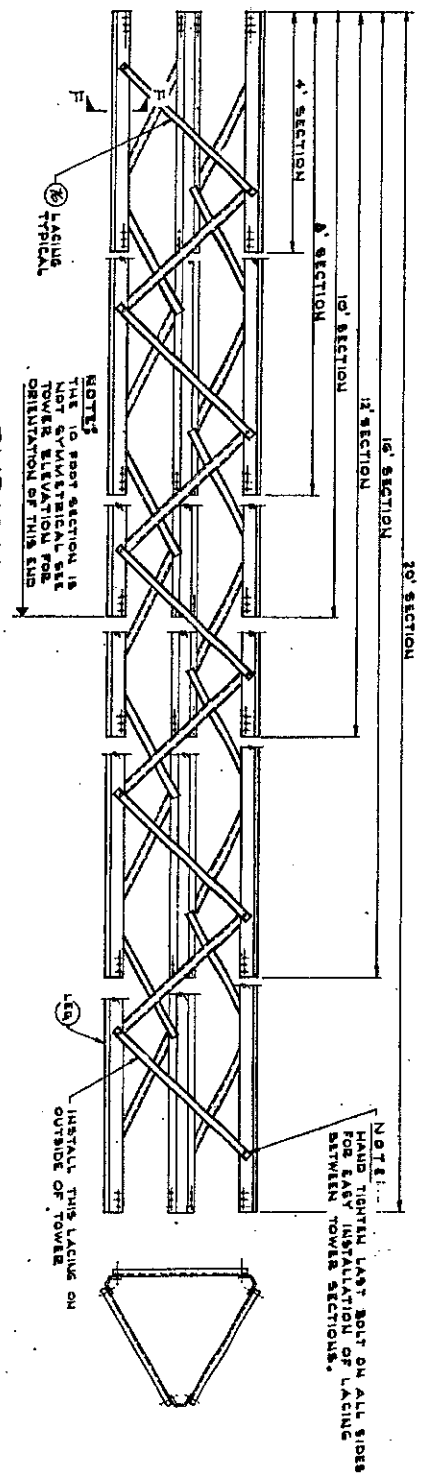 20' SECTION
16' SECTION
12' SECTION
10' SECTION
8' SECTION
4' SECTION
F F
76 LACING
TYPICAL
NOTE:
THE 10 FOOT SECTION IS
NOT SYMMETRICAL SEE
TOWER ELEVATION FOR
ORIENTATION OF THIS END
LEG
INSTALL THIS LACING ON
OUTSIDE OF TOWER
NOTE:
HAND TIGHTEN LAST BOLT ON ALL SIDES
FOR EASY INSTALLATION OF LACING
BETWEEN TOWER SECTIONS.